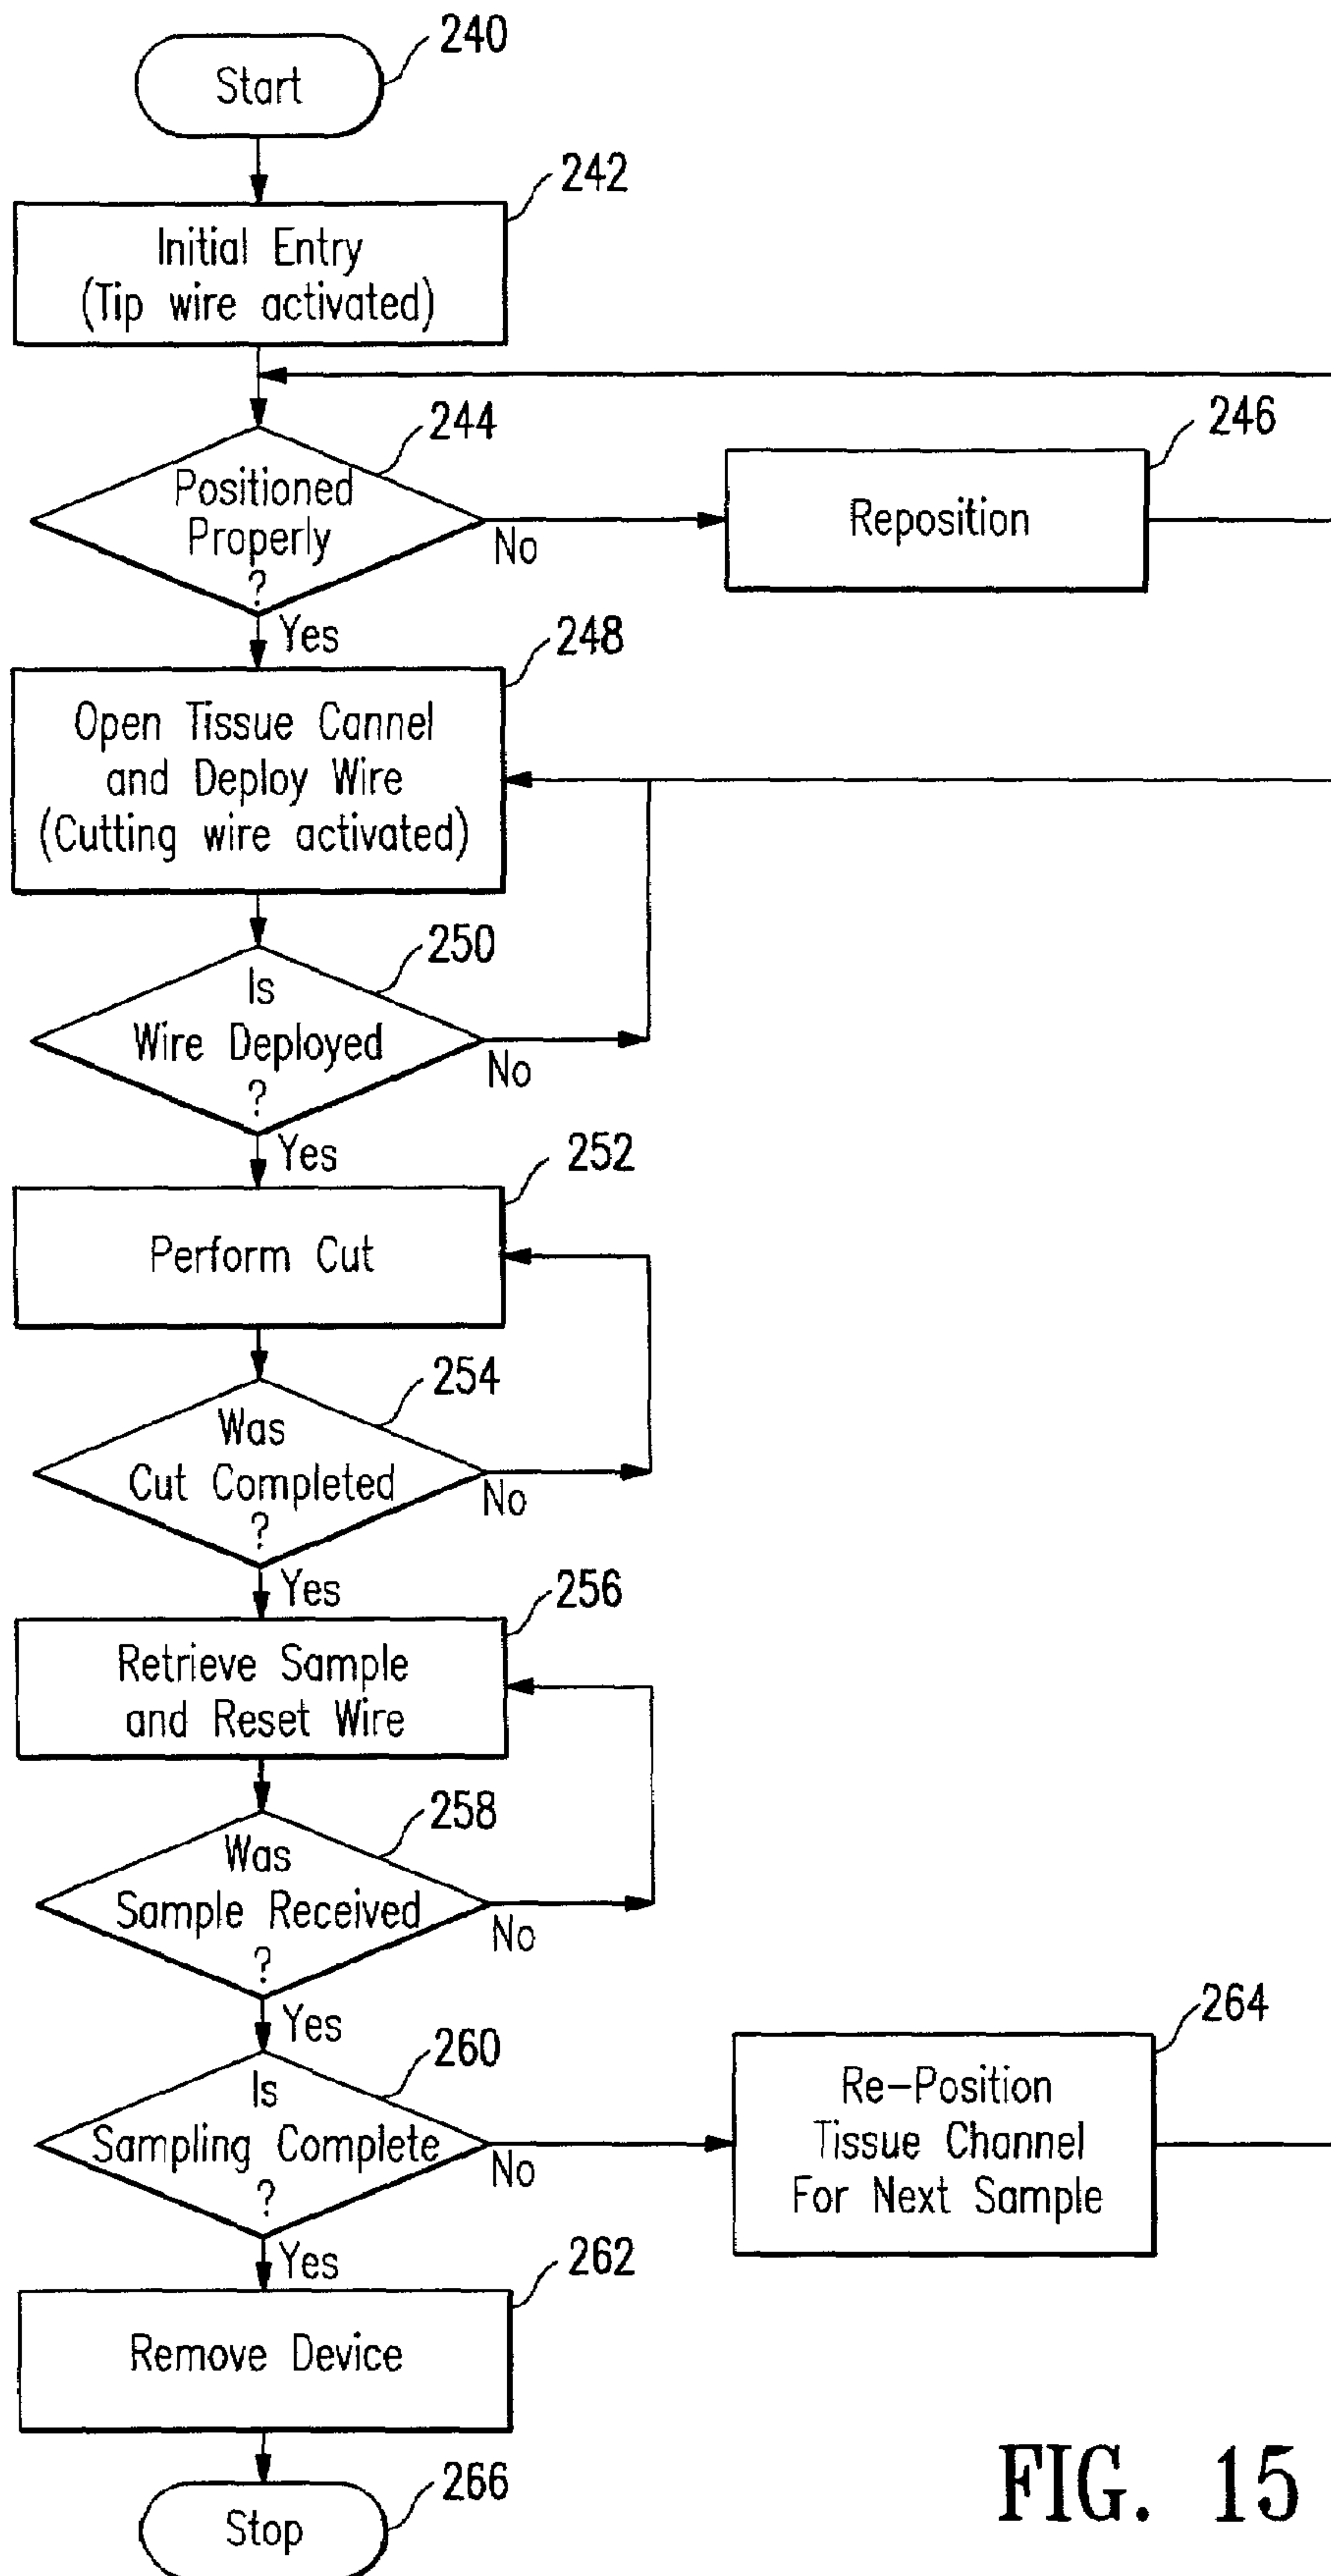 240
Start
242
Initial Entry
(Tip wire activated)
244
Positioned
Properly
?
No
246
Reposition
Yes
248
Open Tissue Cannel
and Deploy Wire
(Cutting wire activated)
250
Is
Wire Deployed
?
No
Yes
252
Perform Cut
254
Was
Cut Completed
?
No
Yes
256
Retrieve Sample
and Reset Wire
258
Was
Sample Received
?
No
Yes
260
Is
Sampling Complete
?
No
264
Re-Position
Tissue Channel
For Next Sample
Yes
262
Remove Device
266
Stop
FIG. 15